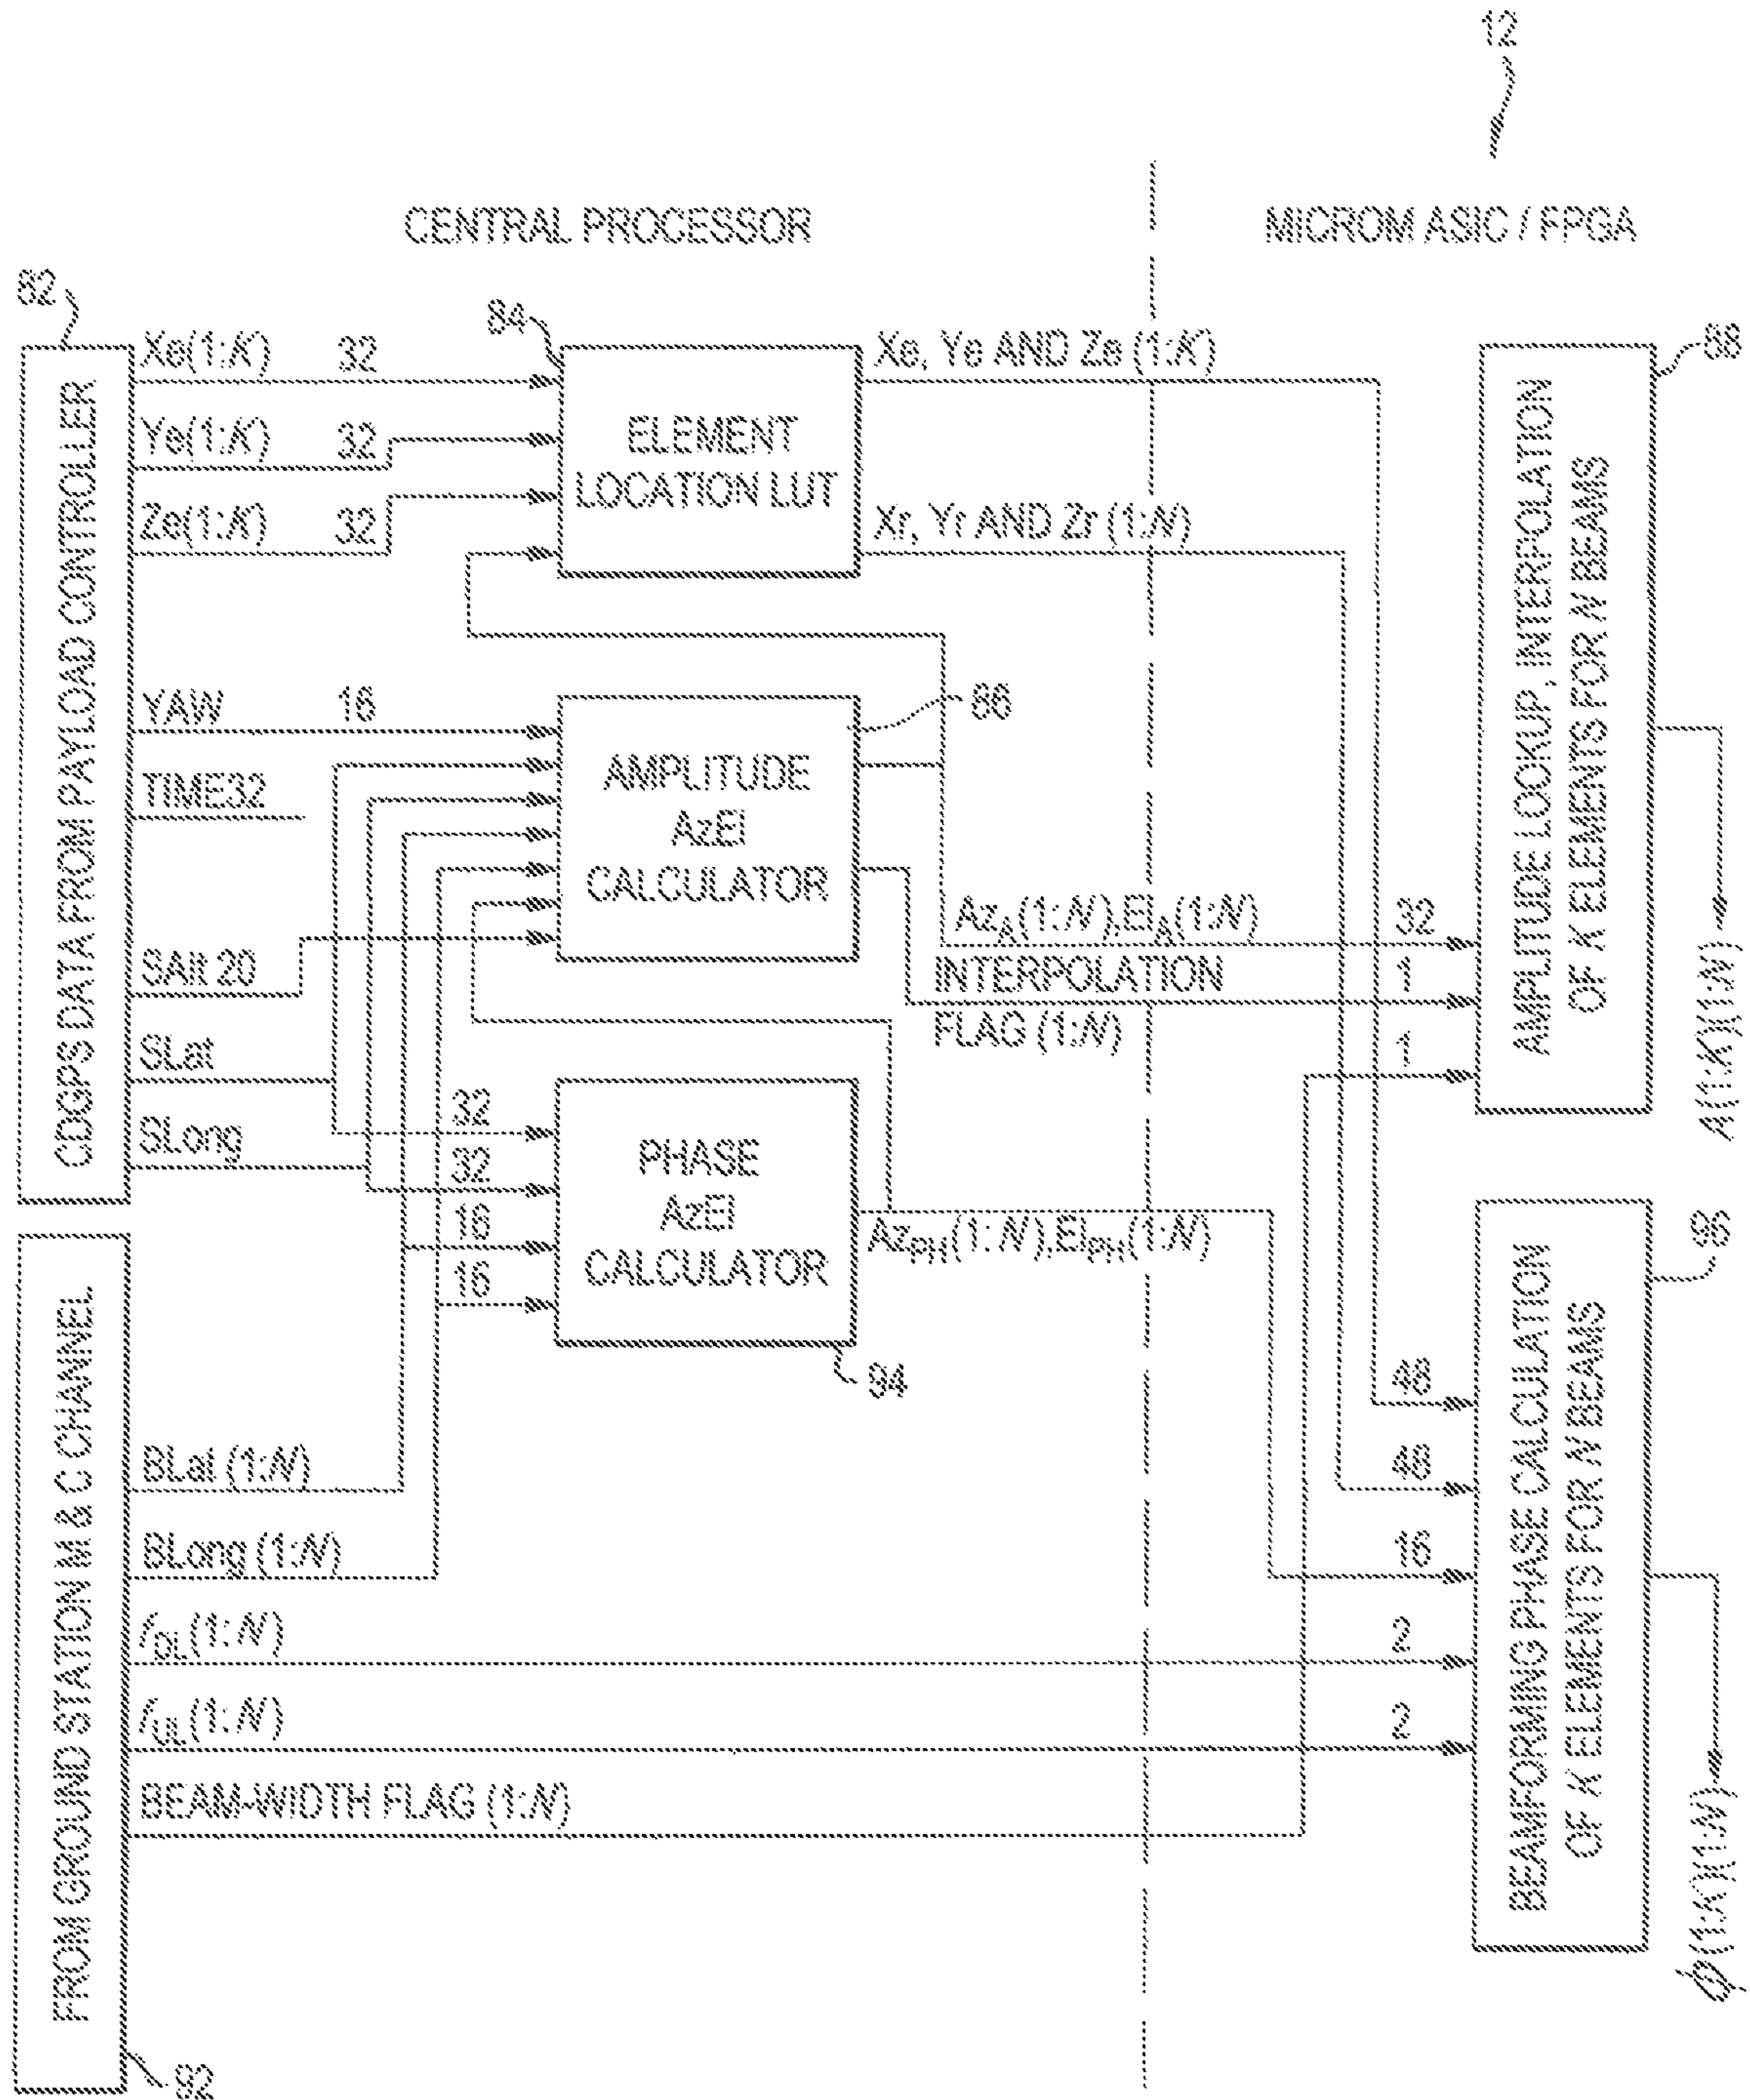 12
CENTRAL PROCESSOR
MICROM ASIC / FPGA
82
CDGPS DATA FROM PAYLOAD CONTROLLER
Xe(1:K) 32
Ye(1:K) 32
Ze(1:K) 32
84
ELEMENT
LOCATION LUT
Xe, Ye AND Ze (1:K)
Xr, Yr AND Zr (1:N)
88
AMPLITUDE LOOKUP, INTERPOLATION
OF K ELEMENTS FOR N BEAMS
YAW 16
TIME32
SAlt 20
SLat
SLong
86
AMPLITUDE
AzEl
CALCULATOR
AzA(1:N),ElA(1:N)
32
INTERPOLATION
FLAG (1:N)
1
1
A(1:K)(1:N)
32
32
16
16
PHASE
AzEl
CALCULATOR
94
AzPH(1:N),ElPH(1:N)
FROM GROUND STATION M & C CHANNEL
92
BLat (1:N)
BLong (1:N)
fDL(1:N)
fUL(1:N)
BEAM-WIDTH FLAG (1:N)
48
48
16
2
2
96
BEAMFORMING PHASE CALCULATION
OF K ELEMENTS FOR N BEAMS
ϕ(1:K)(1:N)